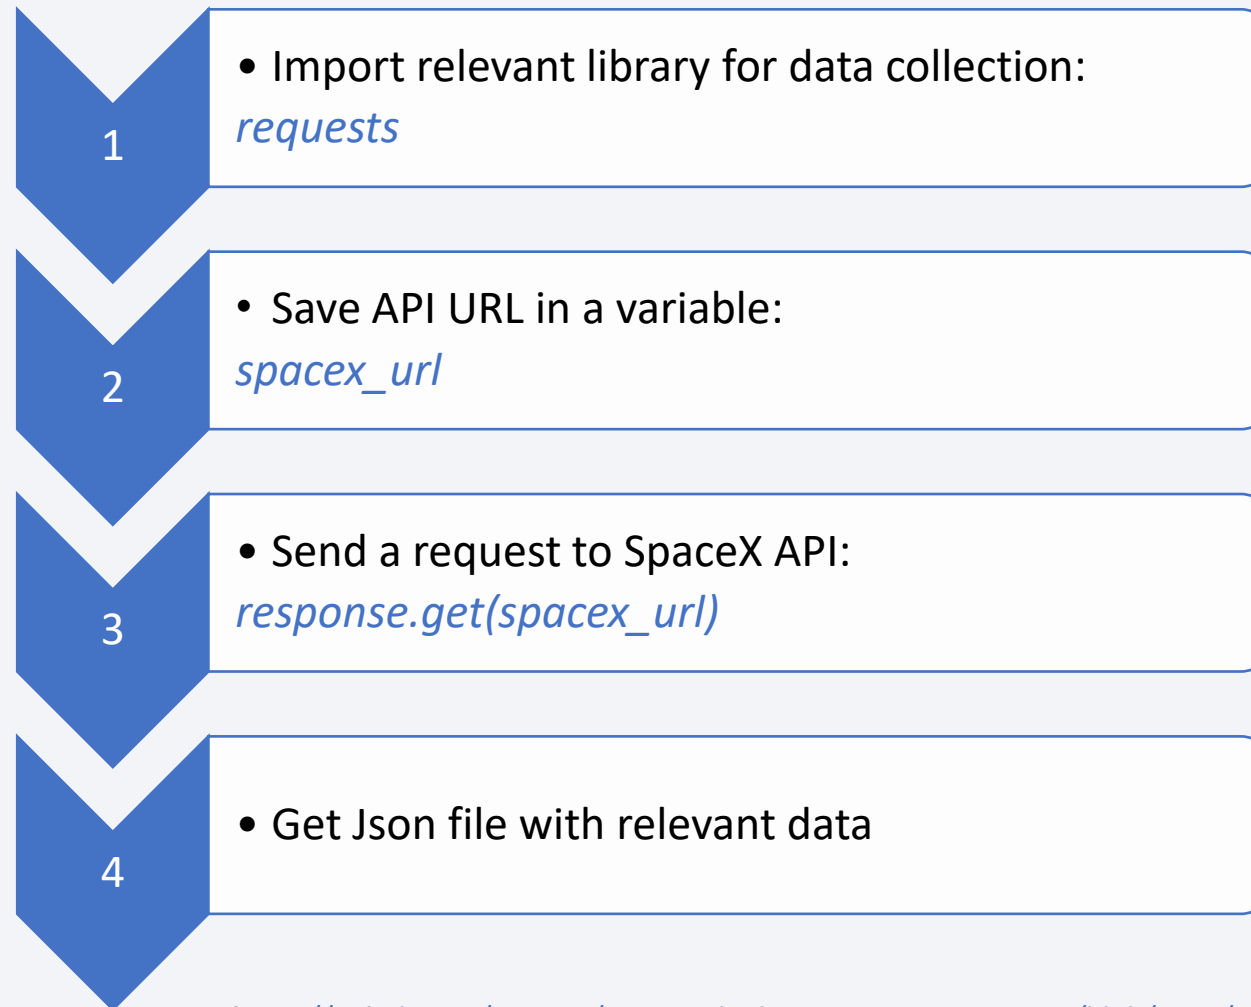 1
• Import relevant library for data collection:
requests
2
• Save API URL in a variable:
spacex_url
3
• Send a request to SpaceX API:
response.get(spacex_url)
4
• Get Json file with relevant data